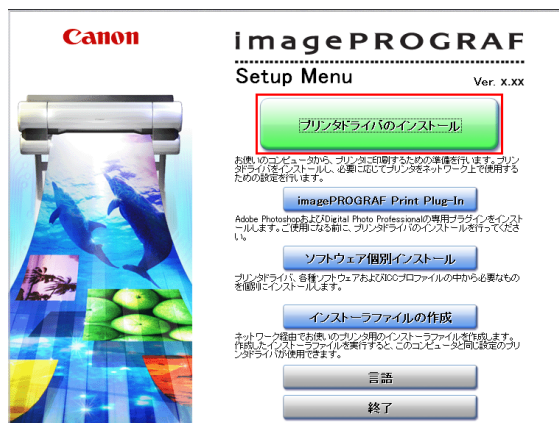 Canon
imagePROGRAF
Setup Menu
Ver. x.xx
プリンタドライバのインストール
お使いのコンピュータから、プリンタに印刷するための準備を行います。プリン
タドライバをインストールし、必要に応じてプリンタをネットワーク上で使用する
ための設定を行います。
imagePROGRAF Print Plug-In
Adobe PhotoshopおよびDigital Photo Professionalの専用プラグインをインスト
ールします。ご使用になる前に、プリンタドライバのインストールを行ってくださ
い。
ソフトウェア個別インストール
プリンタドライバ、各種ソフトウェアおよびICCプロファイルの中から必要なもの
を個別にインストールします。
インストーラファイルの作成
ネットワーク経由でお使いのプリンタ用のインストーラファイルを作成します。
作成したインストーラファイルを実行すると、このコンピュータと同じ設定のプリ
ンタドライバが使用できます。
言語
終了